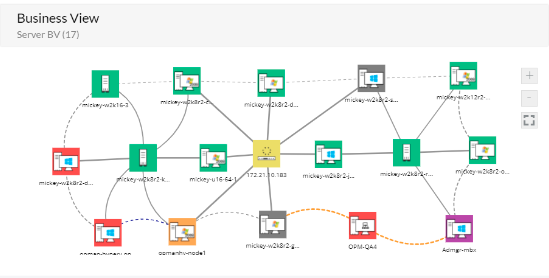 Business View
Server BV (17)
mickey-w2k16-3
mickey-w2k8r2-c...
mickey-w2k8r2-d...
mickey-w2k8r2-s...
mickey-w2k12r2-...
mickey-w2k8r2-d...
mickey-w2k8r2-k...
mickey-u16-64-1
172.21.10.183
mickey-w2k8r2-j...
mickey-w2k8r2-r...
mickey-w2k8r2-o...
opmanhv-node1
mickey-w2k8r2-g...
OPM-QA4
Admgr-mbx